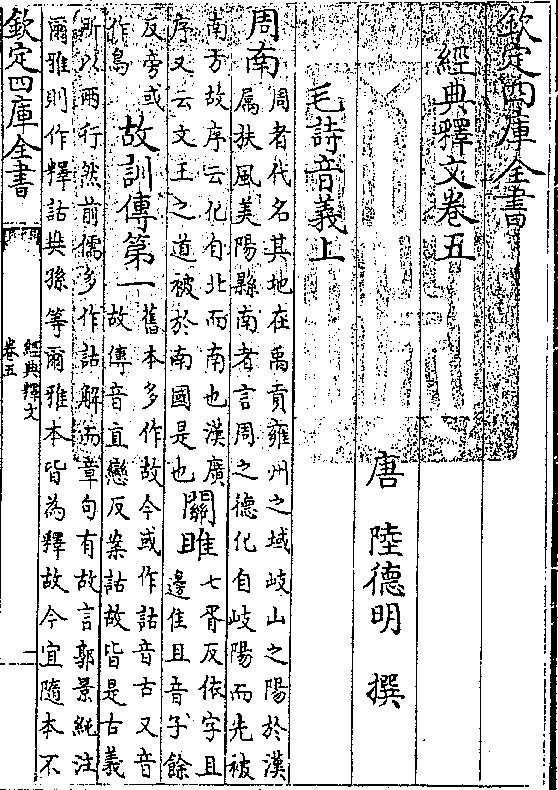 欽定四庫全書
經典釋文卷五
唐 陸德明 撰
毛詩音義上
周南
周者代名其地在禹貢雍州之域岐山之陽於漢
属扶風美陽縣南者言周之德化自岐陽而先被
南方故序云化自北而南也漢廣
序又云文王之道被於南國是也
關雎
七胥反依字且
邊隹且音子餘
反旁或
作鳥
故訓傳第一
舊本多作故今或作詁音古又音
故傳音直戀反案詁故皆是古義
所以兩行然前儒多作詁解而章句有故言郭景純注
爾雅則作釋詁樊孫等爾雅本皆為釋故今宜隨本不
欽定四庫全書
經典釋文
卷五
一